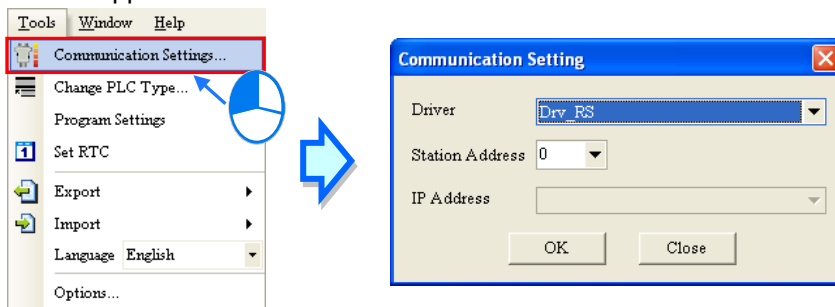 Tools Window Help
Communication Settings...
Change PLC Type...
Program Settings
1 Set RTC
Export
Import
Language English
Options...
Communication Setting
Driver Drv_RS
Station Address 0
IP Address
OK Close